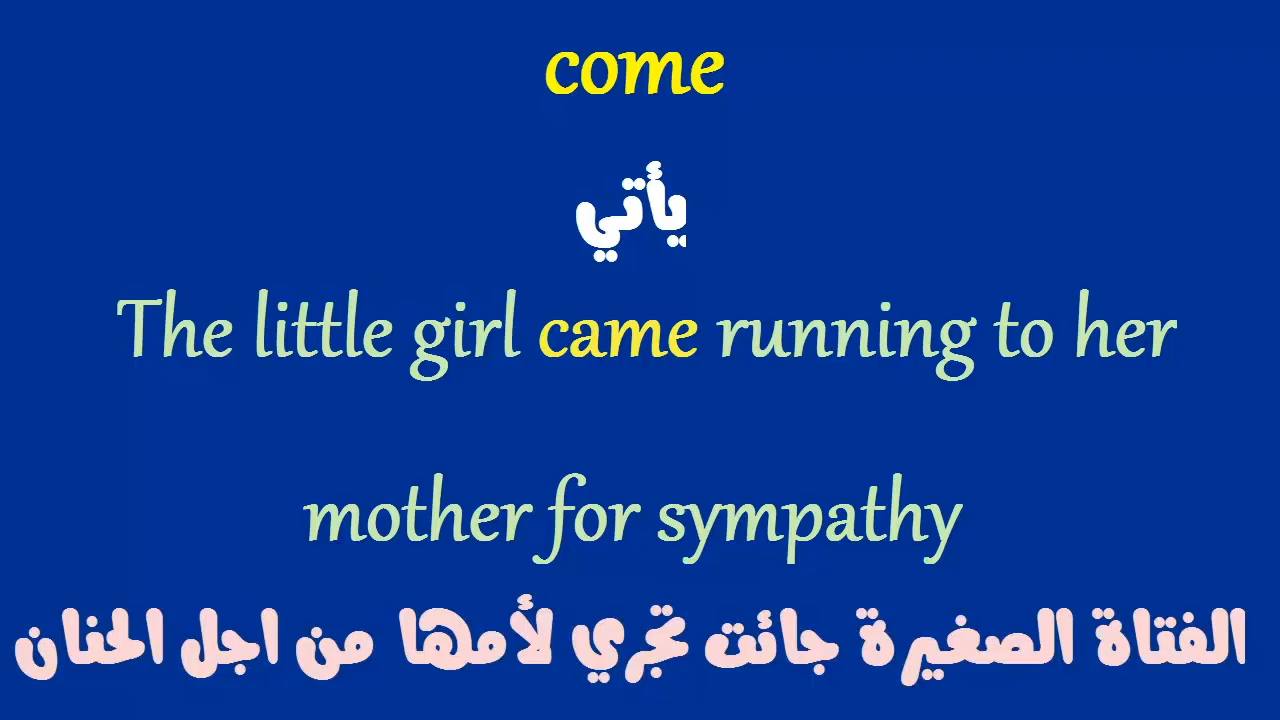 come
يأتي
The little girl came running to her
mother for sympathy
الفتاة الصغيرة جائت تجري لأمها من اجل الحنان